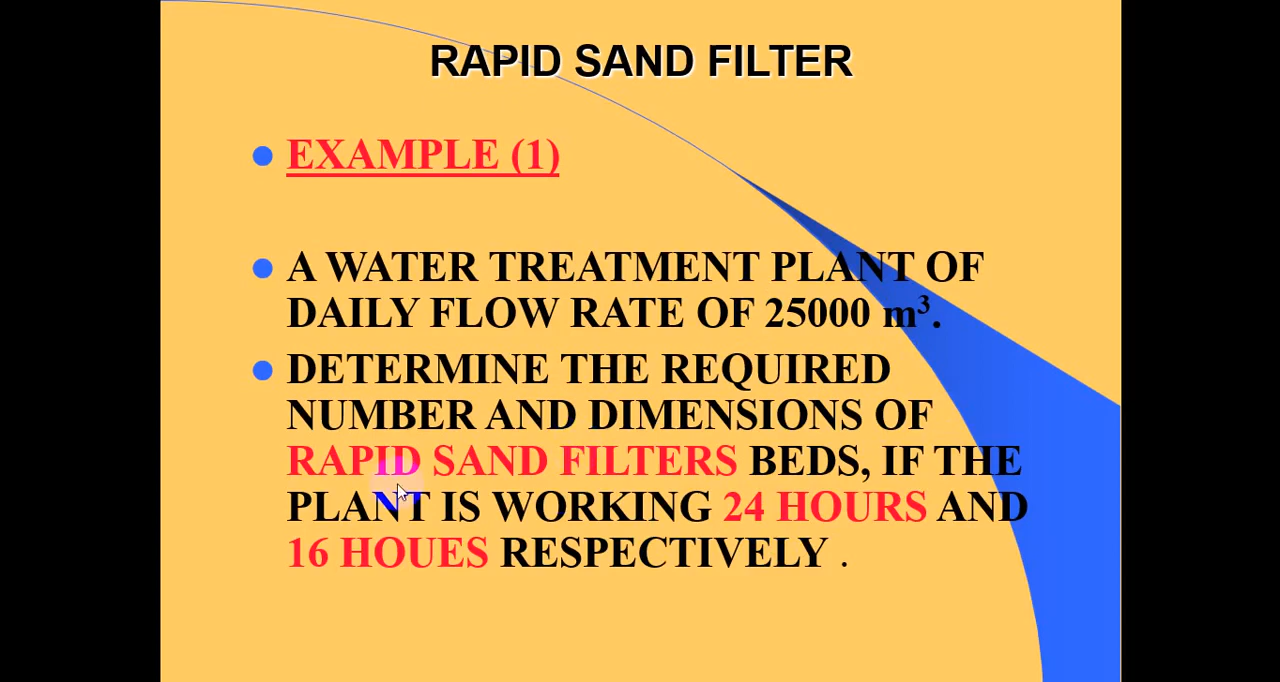 RAPID SAND FILTER
EXAMPLE (1)
A WATER TREATMENT PLANT OF
DAILY FLOW RATE OF 25000 m³.
DETERMINE THE REQUIRED
NUMBER AND DIMENSIONS OF
RAPID SAND FILTERS BEDS, IF THE
PLANT IS WORKING 24 HOURS AND
16 HOUES RESPECTIVELY .